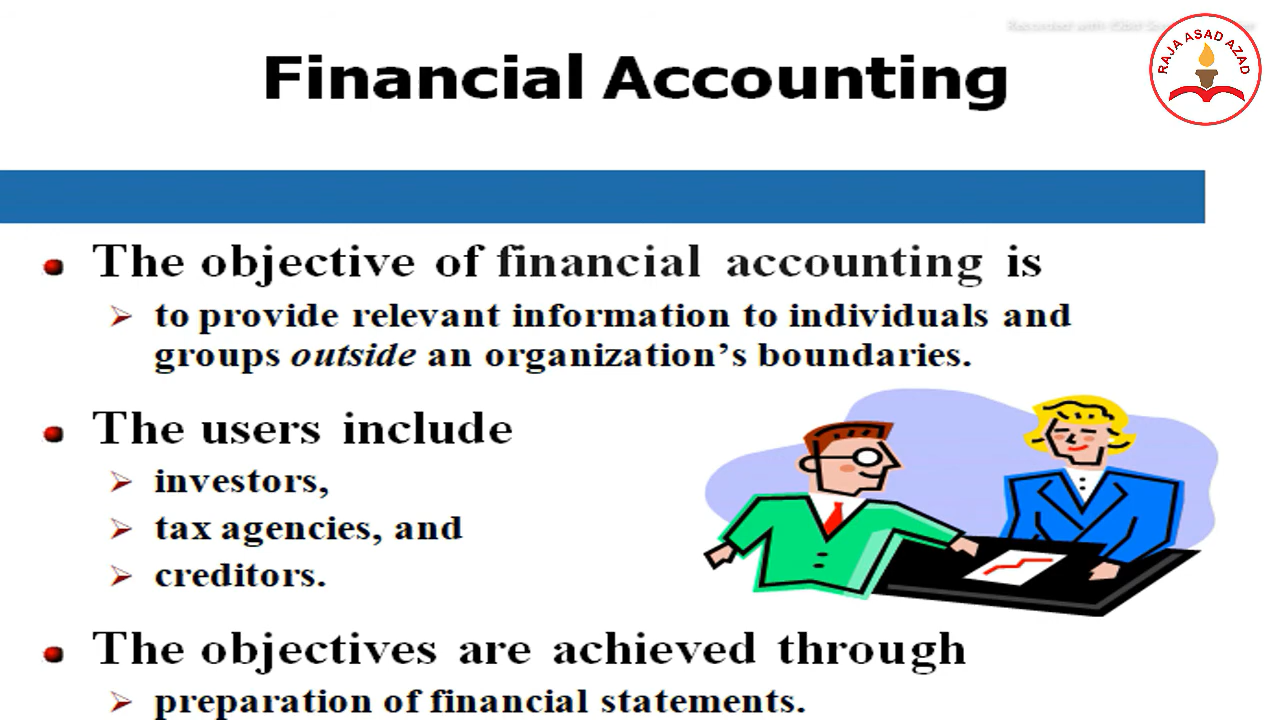 Recorded with
RAJA ASAD AZAD
Financial Accounting
The objective of financial accounting is
to provide relevant information to individuals and
groups outside an organization’s boundaries.
The users include
investors,
tax agencies, and
creditors.
The objectives are achieved through
preparation of financial statements.